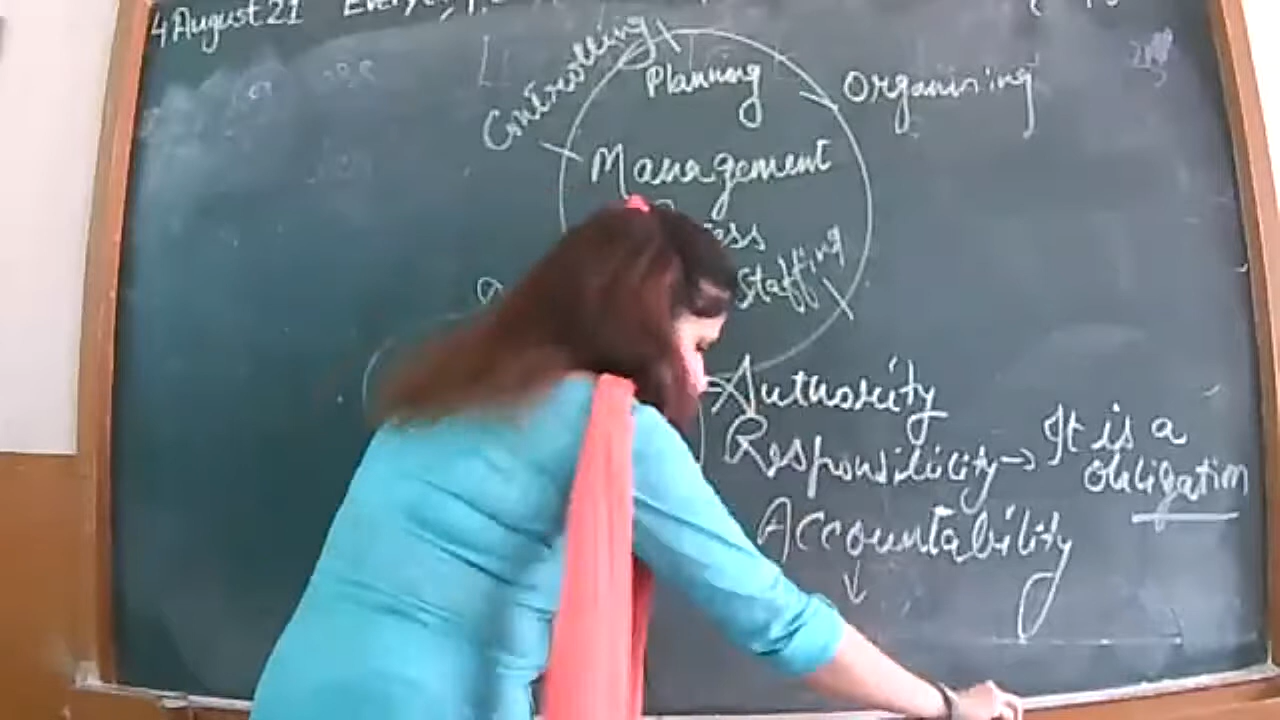 4 August 21
Controlling
Planning
Organising
Management
Staffing
Authority
Responsibility → It is a
obligation
Accountability
↓